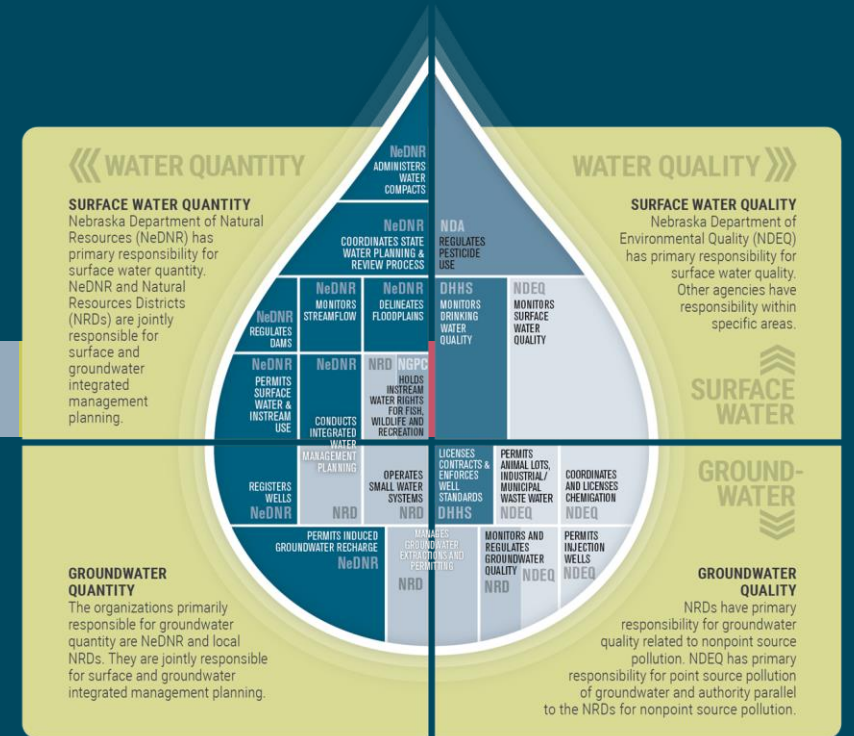 WATER QUANTITY
SURFACE WATER QUANTITY
Nebraska Department of Natural
Resources (NeDNR) has
primary responsibility for
surface water quantity.
NeDNR and Natural
Resources Districts
(NRDs) are jointly
responsible for
surface and
groundwater
integrated
management
planning.
NeDNR
ADMINISTERS
WATER
COMPACTS
NeDNR
COORDINATES STATE
WATER PLANNING &
REVIEW PROCESS
NeDNR
REGULATES
DAMS
NeDNR
MONITORS
STREAMFLOW
NeDNR
DELINEATES
FLOODPLAINS
NeDNR
PERMITS
SURFACE
WATER &
INSTREAM
USE
NeDNR
CONDUCTS
INTEGRATED
WATER
MANAGEMENT
PLANNING
NRD
NRD NGPC
HOLDS
INSTREAM
WATER RIGHTS
FOR FISH,
WILDLIFE AND
RECREATION
WATER QUALITY
SURFACE WATER QUALITY
Nebraska Department of
Environmental Quality (NDEQ)
has primary responsibility for
surface water quality.
Other agencies have
responsibility within
specific areas.
NDA
REGULATES
PESTICIDE
USE
DHHS
MONITORS
DRINKING
WATER
QUALITY
NDEQ
MONITORS
SURFACE
WATER
QUALITY
SURFACE
WATER
GROUND-
WATER
REGISTERS
WELLS
NeDNR
OPERATES
SMALL WATER
SYSTEMS
NRD
PERMITS INDUCED
GROUNDWATER RECHARGE
NeDNR
MANAGES
GROUNDWATER
EXTRACTIONS AND
PERMITTING
NRD
LICENSES
CONTRACTS &
ENFORCES
WELL
STANDARDS
DHHS
PERMITS
ANIMAL LOTS,
INDUSTRIAL/
MUNICIPAL
WASTE WATER
NDEQ
COORDINATES
AND LICENSES
CHEMIGATION
NDEQ
MONITORS AND
REGULATES
GROUNDWATER
QUALITY NDEQ
NRD
PERMITS
INJECTION
WELLS
NDEQ
GROUNDWATER
QUANTITY
The organizations primarily
responsible for groundwater
quantity are NeDNR and local
NRDs. They are jointly responsible
for surface and groundwater
integrated management planning.
GROUNDWATER
QUALITY
NRDs have primary
responsibility for groundwater
quality related to nonpoint source
pollution. NDEQ has primary
responsibility for point source pollution
of groundwater and authority parallel
to the NRDs for nonpoint source pollution.